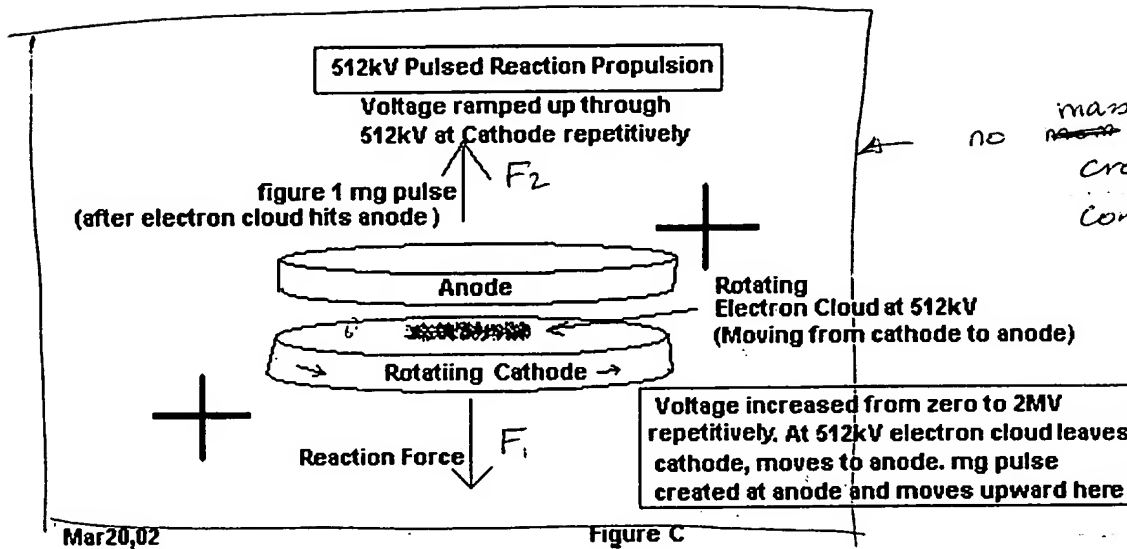 512kV Pulsed Reaction Propulsion
Voltage ramped up through
512kV at Cathode repetitively
F2
figure 1 mg pulse
(after electron cloud hits anode)
no
Anode
Rotating
Electron Cloud at 512kV
(Moving from cathode to anode)
Rotatiing Cathode
Reaction Force
F1
Voltage increased from zero to 2MV
repetitively. At 512kV electron cloud leaves
cathode, moves to anode. mg pulse
created at anode and moves upward here
Mar20,02
Figure C